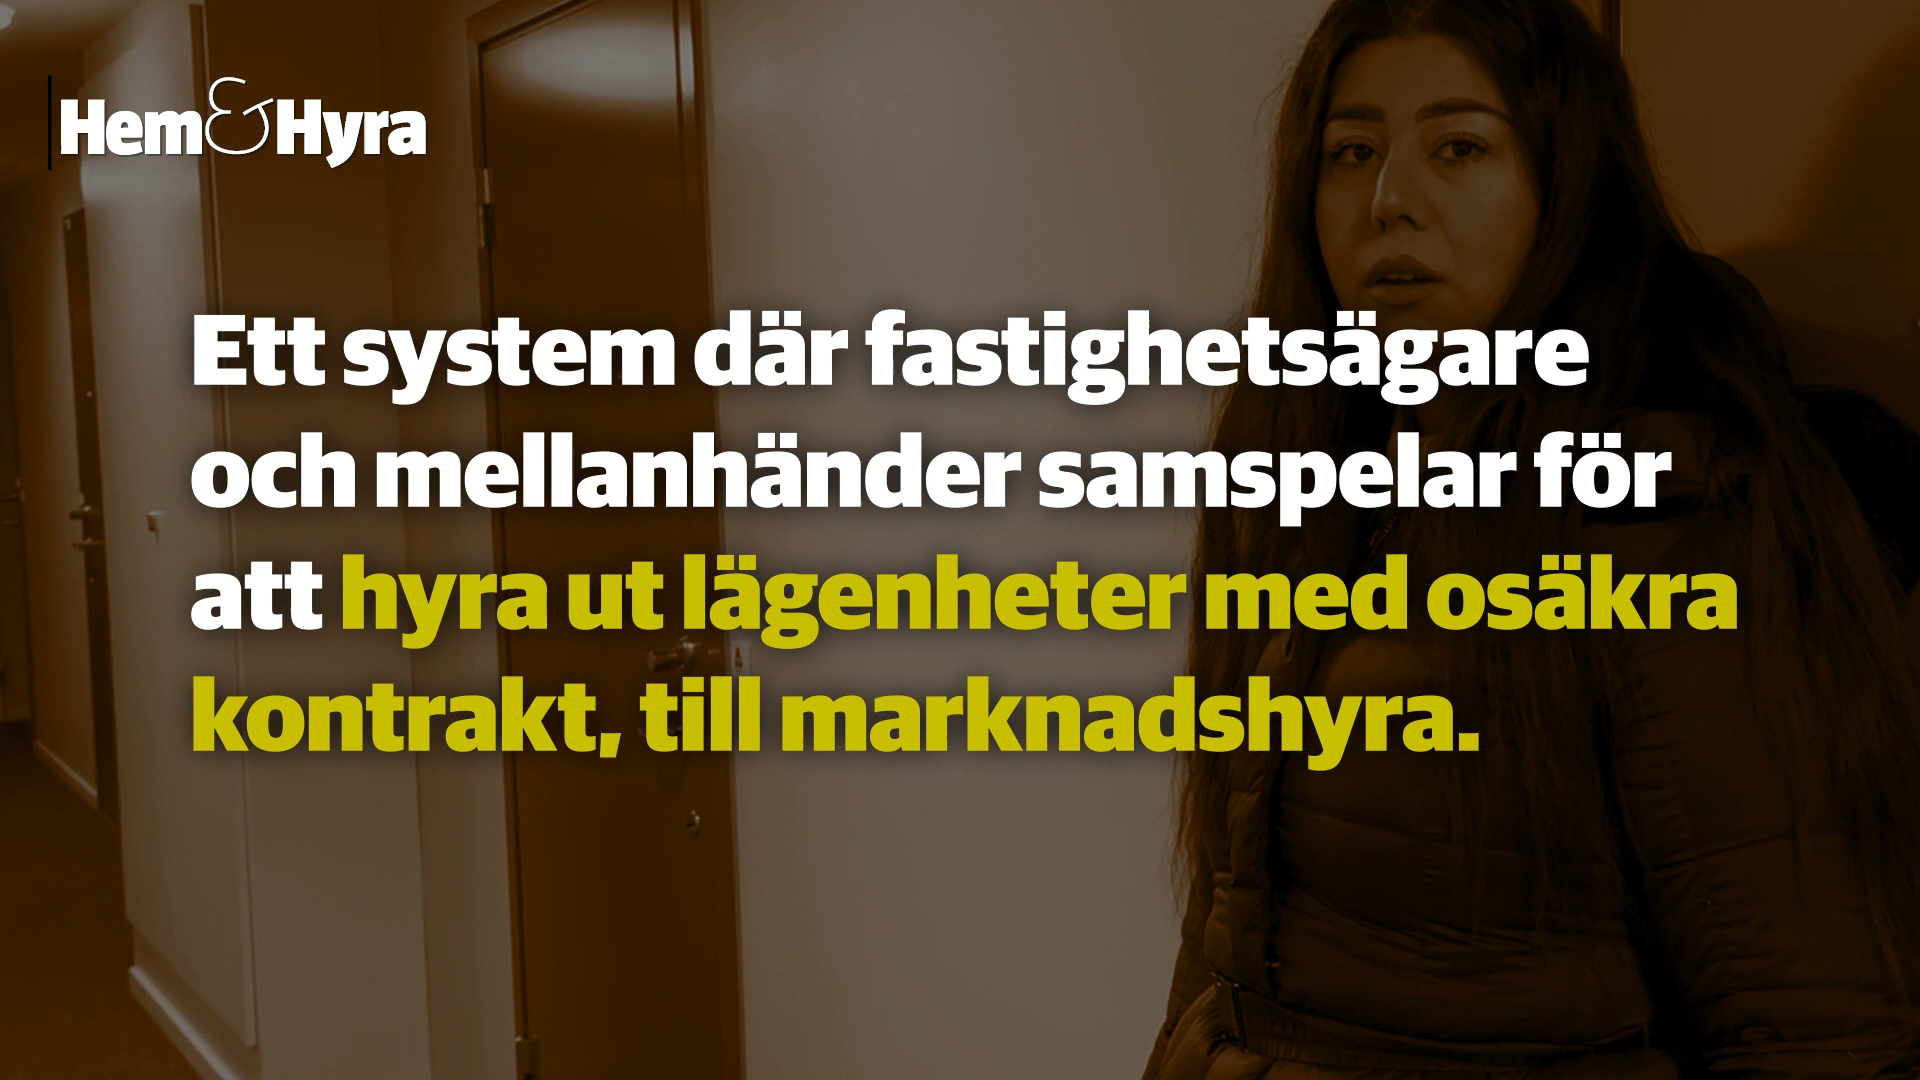 Hem&Hyra
Ett system där fastighetsägare
och mellanhänder samspelar för
att hyra ut lägenheter med osäkra
kontrakt, till marknadshyra.